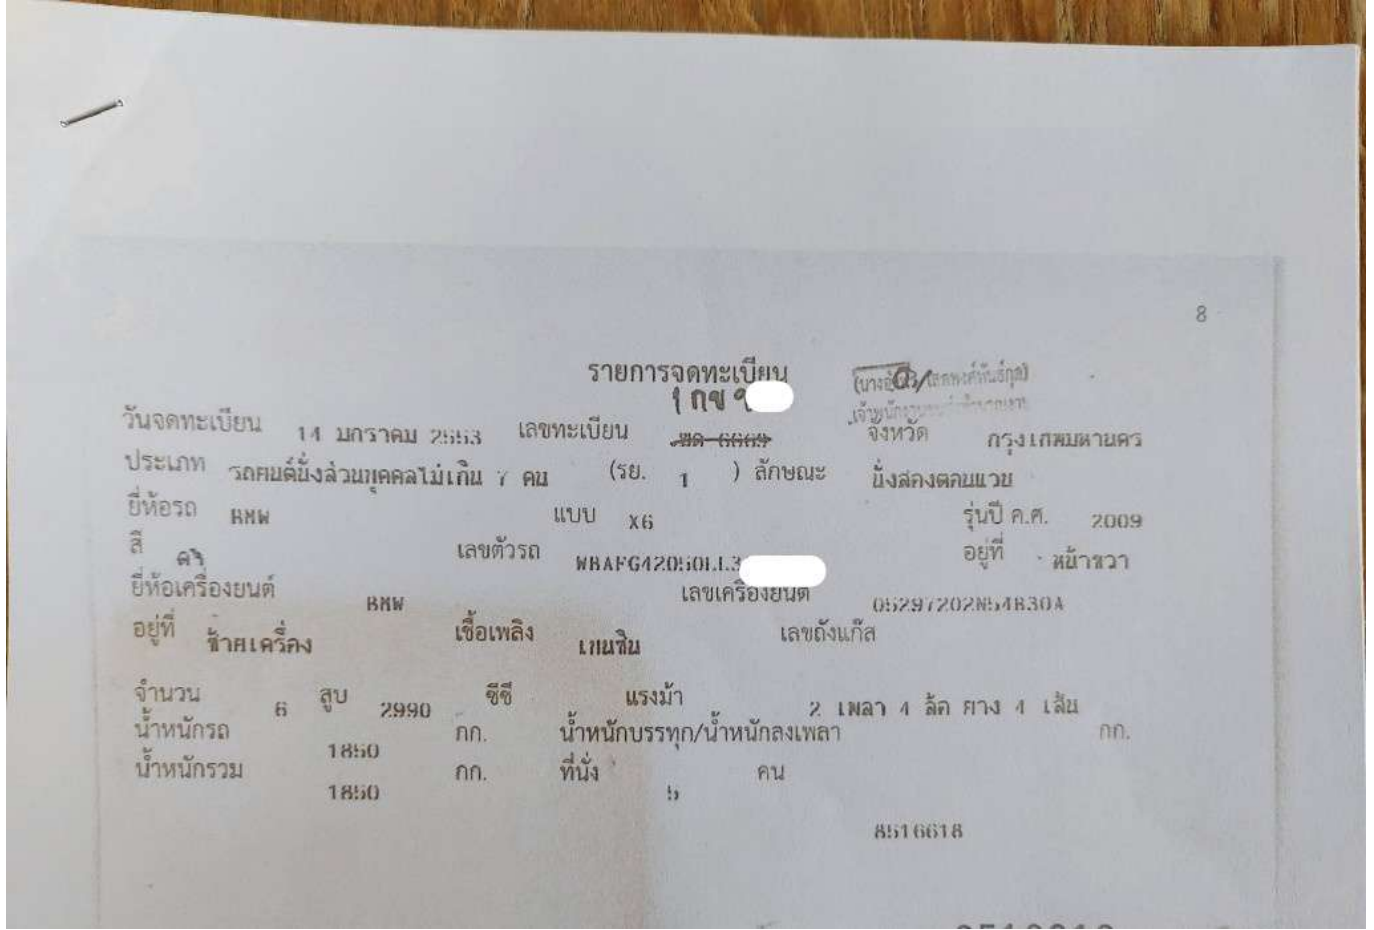 8
รายการจดทะเบียน
1 กข 9
วันจดทะเบียน 14 มกราคม 2553 เลขทะเบียน 6669 จังหวัด กรุงเทพมหานคร
ประเภท รถยนต์นั่งส่วนบุคคลไม่เกิน 7 คน (รย. 1 ) ลักษณะ นั่งสองตอนแวน
ยี่ห้อรถ BMW แบบ X6 รุ่นปี ค.ศ. 2009
สี ดำ เลขตัวรถ WBAFG42050LL3 อยู่ที่ หน้าขวา
ยี่ห้อเครื่องยนต์ BMW เลขเครื่องยนต์ 05297202N54B30A
อยู่ที่ ซ้ายเครื่อง เชื้อเพลิง เบนซิน เลขถังแก๊ส
จำนวน 6 สูบ 2990 ซีซี แรงม้า 2 เพลา 4 ล้อ ยาง 4 เส้น
น้ำหนักรถ 1850 กก. น้ำหนักบรรทุก/น้ำหนักลงเพลา กก.
น้ำหนักรวม 1850 กก. ที่นั่ง 5 คน
8516618